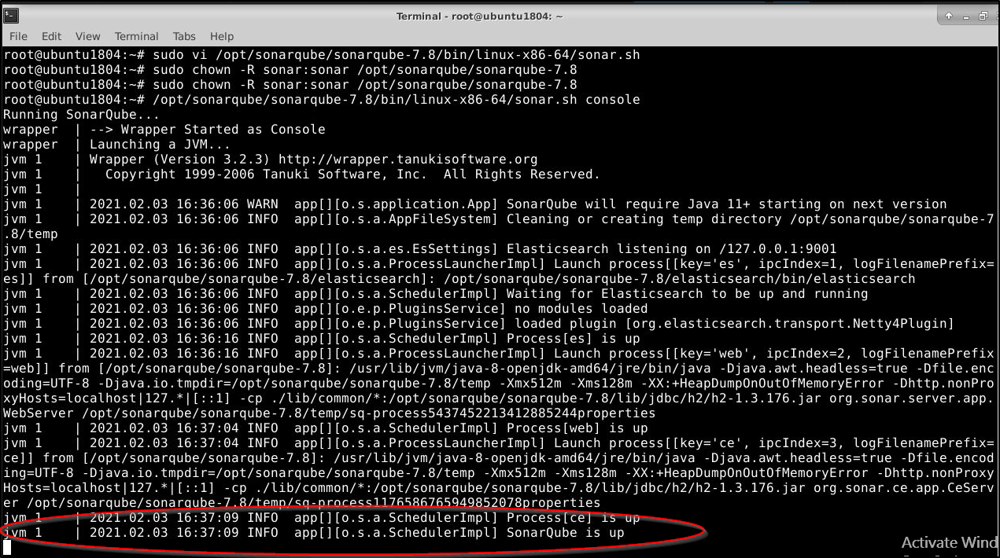 Terminal - root@ubuntu1804: ~
File Edit View Terminal Tabs Help
root@ubuntu1804:~# sudo vi /opt/sonarqube/sonarqube-7.8/bin/linux-x86-64/sonar.sh
root@ubuntu1804:~# sudo chown -R sonar:sonar /opt/sonarqube/sonarqube-7.8
root@ubuntu1804:~# sudo chown -R sonar:sonar /opt/sonarqube/sonarqube-7.8
root@ubuntu1804:~# /opt/sonarqube/sonarqube-7.8/bin/linux-x86-64/sonar.sh console
Running SonarQube...
wrapper  | --> Wrapper Started as Console
wrapper  | Launching a JVM...
jvm 1    | Wrapper (Version 3.2.3) http://wrapper.tanukisoftware.org
jvm 1    |   Copyright 1999-2006 Tanuki Software, Inc.  All Rights Reserved.
jvm 1    |
jvm 1    | 2021.02.03 16:36:06 WARN  app[][o.s.application.App] SonarQube will require Java 11+ starting on next version
jvm 1    | 2021.02.03 16:36:06 INFO  app[][o.s.a.AppFileSystem] Cleaning or creating temp directory /opt/sonarqube/sonarqube-7
.8/temp
jvm 1    | 2021.02.03 16:36:06 INFO  app[][o.s.a.es.EsSettings] Elasticsearch listening on /127.0.0.1:9001
jvm 1    | 2021.02.03 16:36:06 INFO  app[][o.s.a.ProcessLauncherImpl] Launch process[[key='es', ipcIndex=1, logFilenamePrefix=
es]] from [/opt/sonarqube/sonarqube-7.8/elasticsearch]: /opt/sonarqube/sonarqube-7.8/elasticsearch/bin/elasticsearch
jvm 1    | 2021.02.03 16:36:06 INFO  app[][o.s.a.SchedulerImpl] Waiting for Elasticsearch to be up and running
jvm 1    | 2021.02.03 16:36:06 INFO  app[][o.e.p.PluginsService] no modules loaded
jvm 1    | 2021.02.03 16:36:06 INFO  app[][o.e.p.PluginsService] loaded plugin [org.elasticsearch.transport.Netty4Plugin]
jvm 1    | 2021.02.03 16:36:16 INFO  app[][o.s.a.SchedulerImpl] Process[es] is up
jvm 1    | 2021.02.03 16:36:16 INFO  app[][o.s.a.ProcessLauncherImpl] Launch process[[key='web', ipcIndex=2, logFilenamePrefix
=web]] from [/opt/sonarqube/sonarqube-7.8]: /usr/lib/jvm/java-8-openjdk-amd64/jre/bin/java -Djava.awt.headless=true -Dfile.enc
oding=UTF-8 -Djava.io.tmpdir=/opt/sonarqube/sonarqube-7.8/temp -Xmx512m -Xms128m -XX:+HeapDumpOnOutOfMemoryError -Dhttp.nonPro
xyHosts=localhost|127.*|[::1] -cp ./lib/common/*:/opt/sonarqube/sonarqube-7.8/lib/jdbc/h2/h2-1.3.176.jar org.sonar.server.app.
WebServer /opt/sonarqube/sonarqube-7.8/temp/sq-process5437452213412885244properties
jvm 1    | 2021.02.03 16:37:04 INFO  app[][o.s.a.SchedulerImpl] Process[web] is up
jvm 1    | 2021.02.03 16:37:04 INFO  app[][o.s.a.ProcessLauncherImpl] Launch process[[key='ce', ipcIndex=3, logFilenamePrefix=
ce]] from [/opt/sonarqube/sonarqube-7.8]: /usr/lib/jvm/java-8-openjdk-amd64/jre/bin/java -Djava.awt.headless=true -Dfile.encod
ing=UTF-8 -Djava.io.tmpdir=/opt/sonarqube/sonarqube-7.8/temp -Xmx512m -Xms128m -XX:+HeapDumpOnOutOfMemoryError -Dhttp.nonProxy
Hosts=localhost|127.*|[::1] -cp ./lib/common/*:/opt/sonarqube/sonarqube-7.8/lib/jdbc/h2/h2-1.3.176.jar org.sonar.ce.app.CeServ
er /opt/sonarqube/sonarqube-7.8/temp/sq-process1176586765949852078properties
jvm 1    | 2021.02.03 16:37:09 INFO  app[][o.s.a.SchedulerImpl] Process[ce] is up
jvm 1    | 2021.02.03 16:37:09 INFO  app[][o.s.a.SchedulerImpl] SonarQube is up
Activate Wind